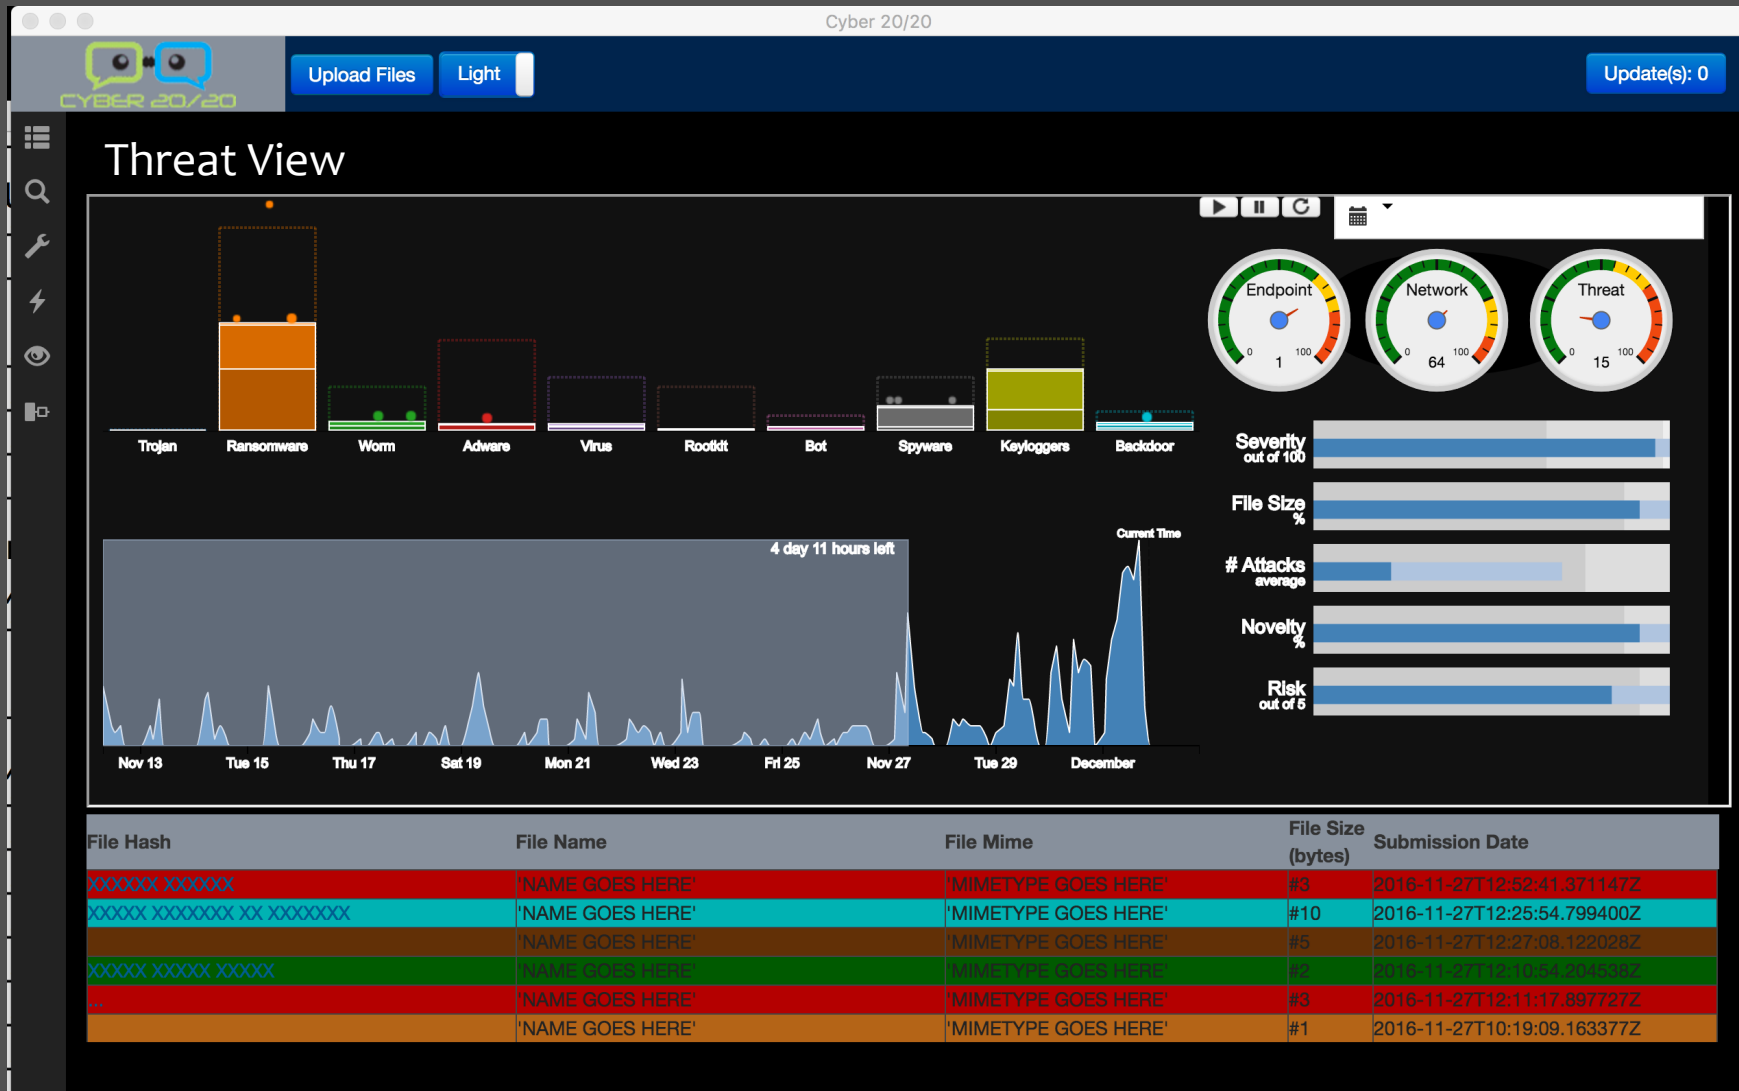 Cyber 20/20
CYBER 20/20
Upload Files
Light
Update(s): 0
Threat View
Trojan Ransomware Worm Adware Virus Rootkit Bot Spyware Keyloggers Backdoor
Endpoint
0 100
1
Network
0 100
64
Threat
0 100
15
Severity
out of 100
File Size
%
# Attacks
average
Novelty
%
Risk
out of 5
4 day 11 hours left
Current Time
Nov 13 Tue 15 Thu 17 Sat 19 Mon 21 Wed 23 Fri 25 Nov 27 Tue 29 December
File Hash File Name File Mime File Size (bytes) Submission Date
XXXXXX XXXXXX 'NAME GOES HERE' 'MIMETYPE GOES HERE' #3 2016-11-27T12:52:41.371147Z
XXXXX XXXXXXX XX XXXXXXX 'NAME GOES HERE' 'MIMETYPE GOES HERE' #10 2016-11-27T12:25:54.799400Z
'NAME GOES HERE' 'MIMETYPE GOES HERE' #5 2016-11-27T12:27:08.122028Z
XXXXX XXXXX XXXXX 'NAME GOES HERE' 'MIMETYPE GOES HERE' #2 2016-11-27T12:10:54.204538Z
... 'NAME GOES HERE' 'MIMETYPE GOES HERE' #3 2016-11-27T12:11:17.897727Z
'NAME GOES HERE' 'MIMETYPE GOES HERE' #1 2016-11-27T10:19:09.163377Z